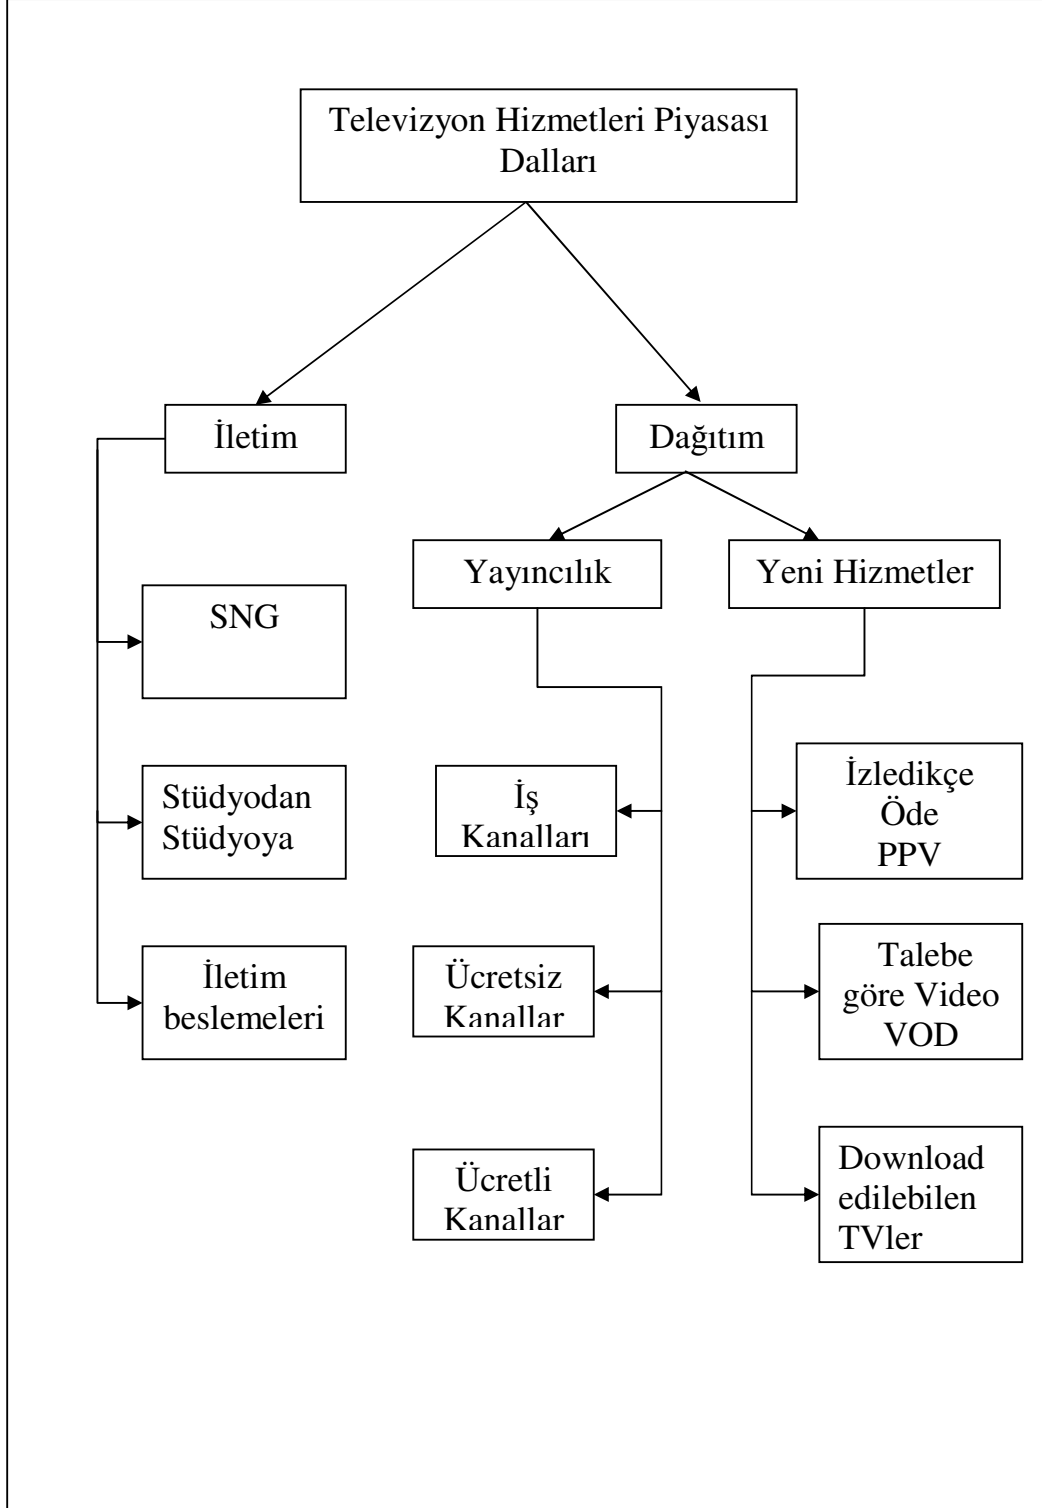 Televizyon Hizmetleri Piyasası
Dalları
İletim
Dağıtım
Yayıncılık
Yeni Hizmetler
SNG
Stüdyodan
Stüdyoya
İletim
beslemeleri
İş
Kanalları
Ücretsiz
Kanallar
Ücretli
Kanallar
İzledikçe
Öde
PPV
Talebe
göre Video
VOD
Download
edilebilen
TVler